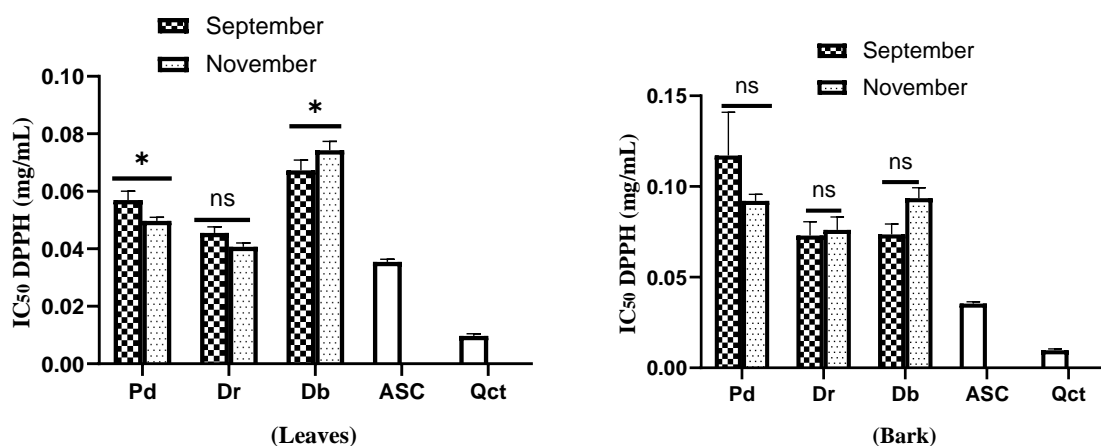 September
November
IC₅₀ DPPH (mg/mL)
0.10
0.08
0.06
0.04
0.02
0.00
*
ns
*
Pd Dr Db ASC Qct
(Leaves)
September
November
IC₅₀ DPPH (mg/mL)
0.15
0.10
0.05
0.00
ns
ns
ns
Pd Dr Db ASC Qct
(Bark)